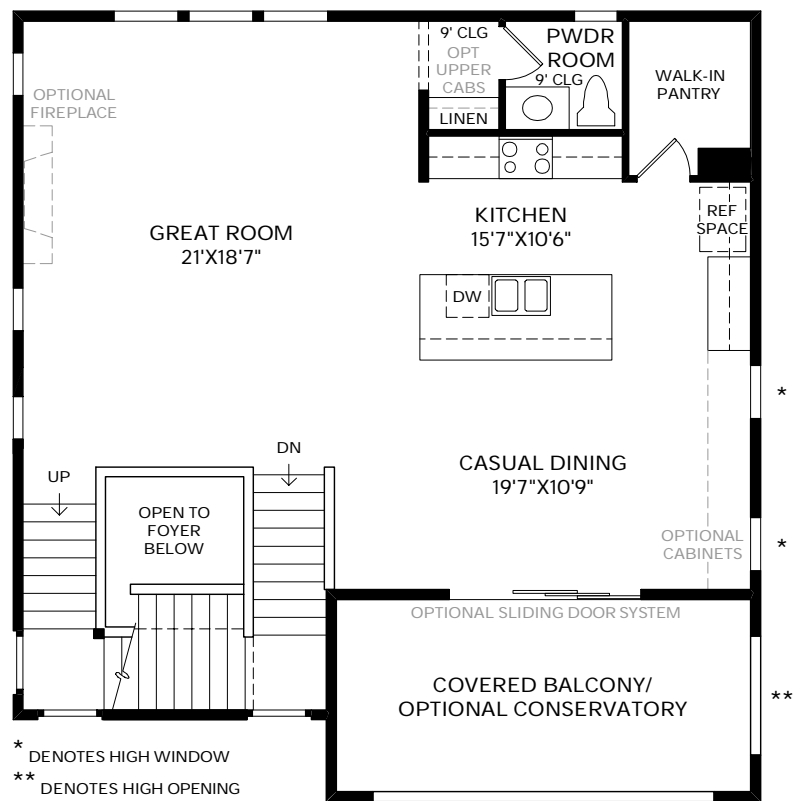 9' CLG
OPT
UPPER
CABS
LINEN
PWDR
ROOM
9' CLG
WALK-IN
PANTRY
OPTIONAL
FIREPLACE
GREAT ROOM
21'X18'7"
KITCHEN
15'7"X10'6"
REF
SPACE
DW
*
CASUAL DINING
19'7"X10'9"
UP
DN
OPEN TO
FOYER
BELOW
OPTIONAL
CABINETS
*
OPTIONAL SLIDING DOOR SYSTEM
COVERED BALCONY/
OPTIONAL CONSERVATORY
**
* DENOTES HIGH WINDOW
** DENOTES HIGH OPENING